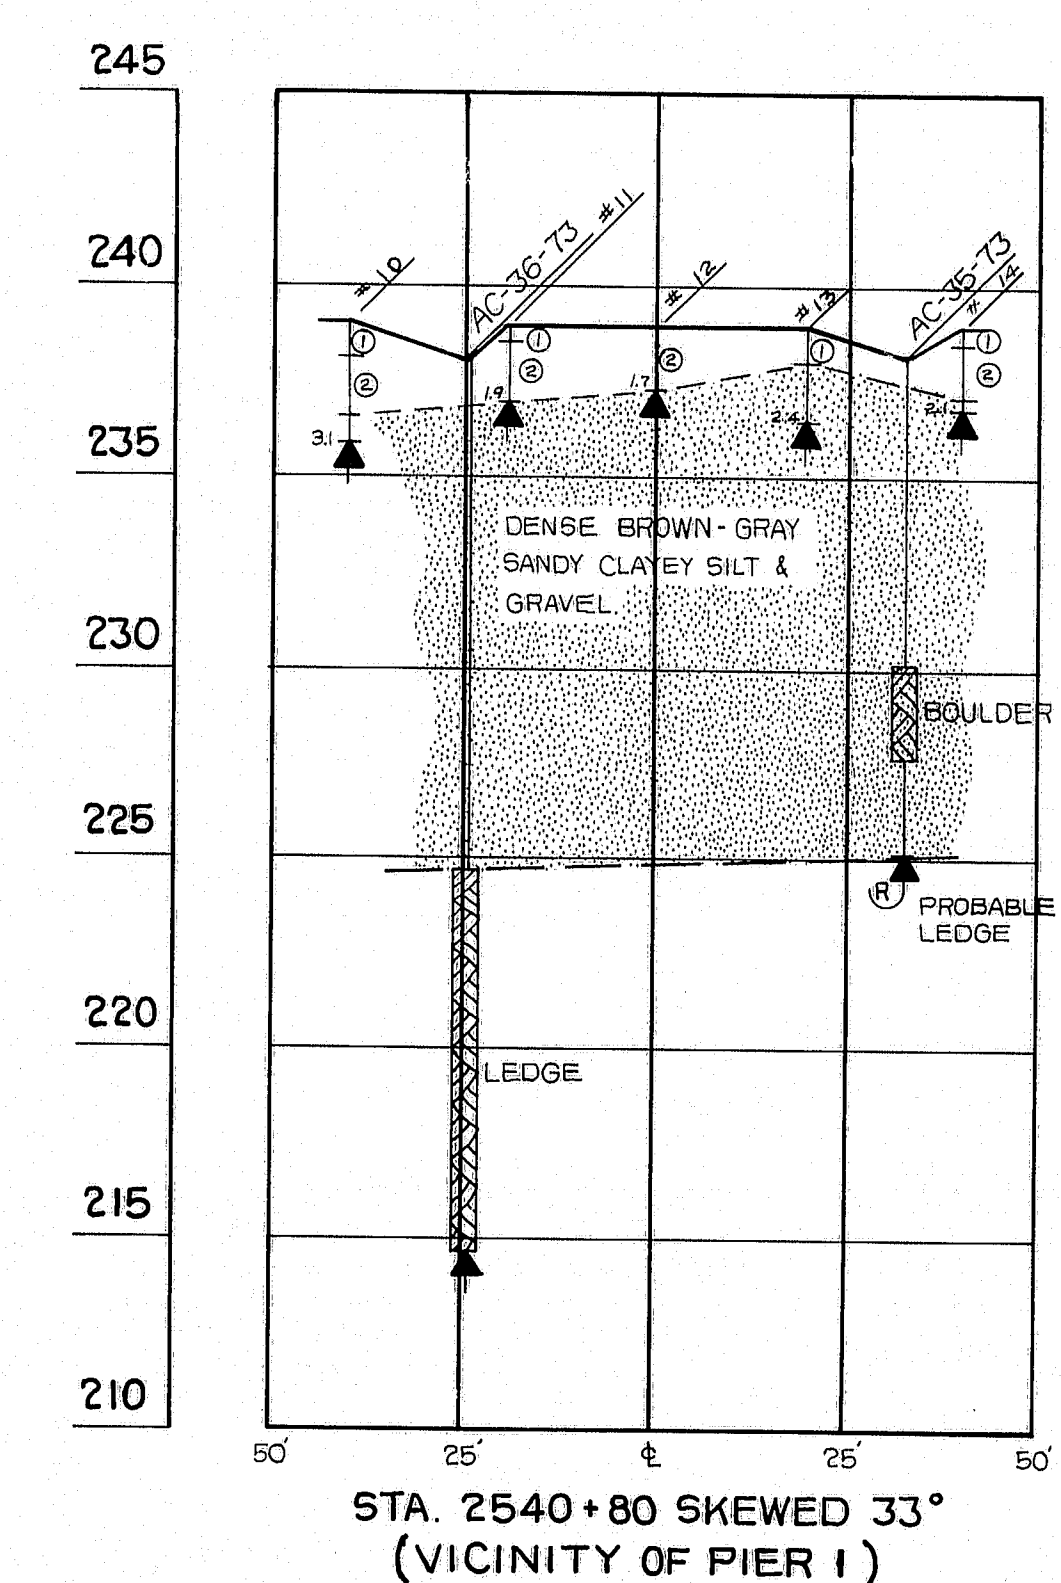 245
240
235
230
225
220
215
210
# 10
AC-36-73
# 11
# 12
# 13
AC-35-73
# 14
1
2
3.1
1
2
1.9
2
1.7
1
2.4
1
2
2.1
DENSE BROWN-GRAY
SANDY CLAYEY SILT &
GRAVEL.
BOULDER
R
PROBABLE
LEDGE
LEDGE
50'
25'
℄
25'
50'
STA. 2540+80 SKEWED 33°
(VICINITY OF PIER 1)